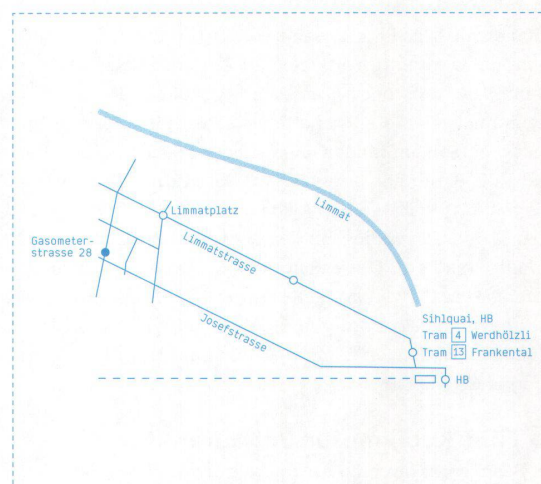 Limmat
Limmatplatz
Limmatstrasse
Gasometer-
strasse 28
Josefstrasse
Sihlquai, HB
Tram 4 Werdhölzli
Tram 13 Frankental
HB